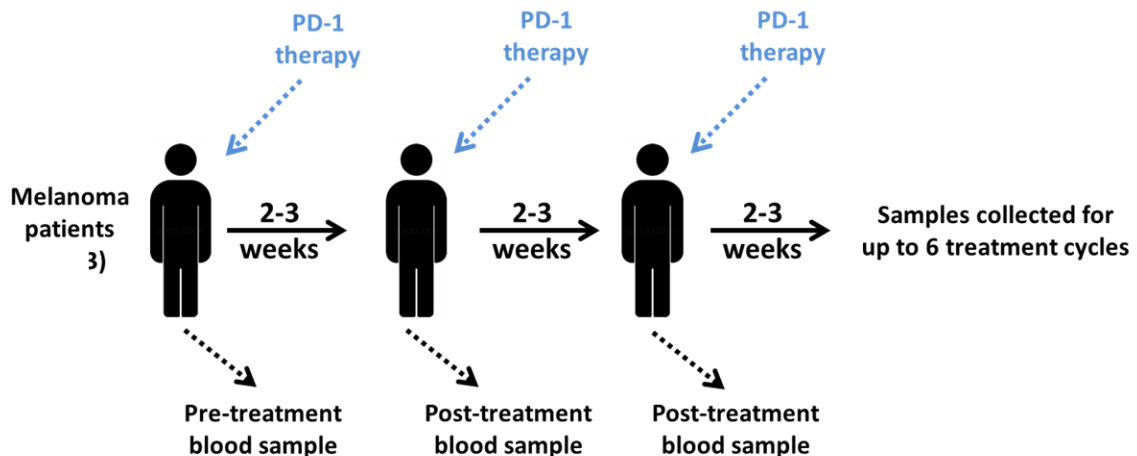 PD-1
therapy
PD-1
therapy
PD-1
therapy
Melanoma
patients
3)
2-3
weeks
2-3
weeks
2-3
weeks
Samples collected for
up to 6 treatment cycles
Pre-treatment
blood sample
Post-treatment
blood sample
Post-treatment
blood sample